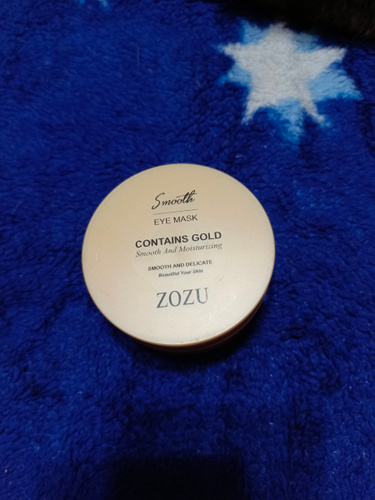 Smooth
EYE MASK
CONTAINS GOLD
Smooth And Moisturizing
SMOOTH AND DELICATE
Beautiful Your Skin
ZOZU